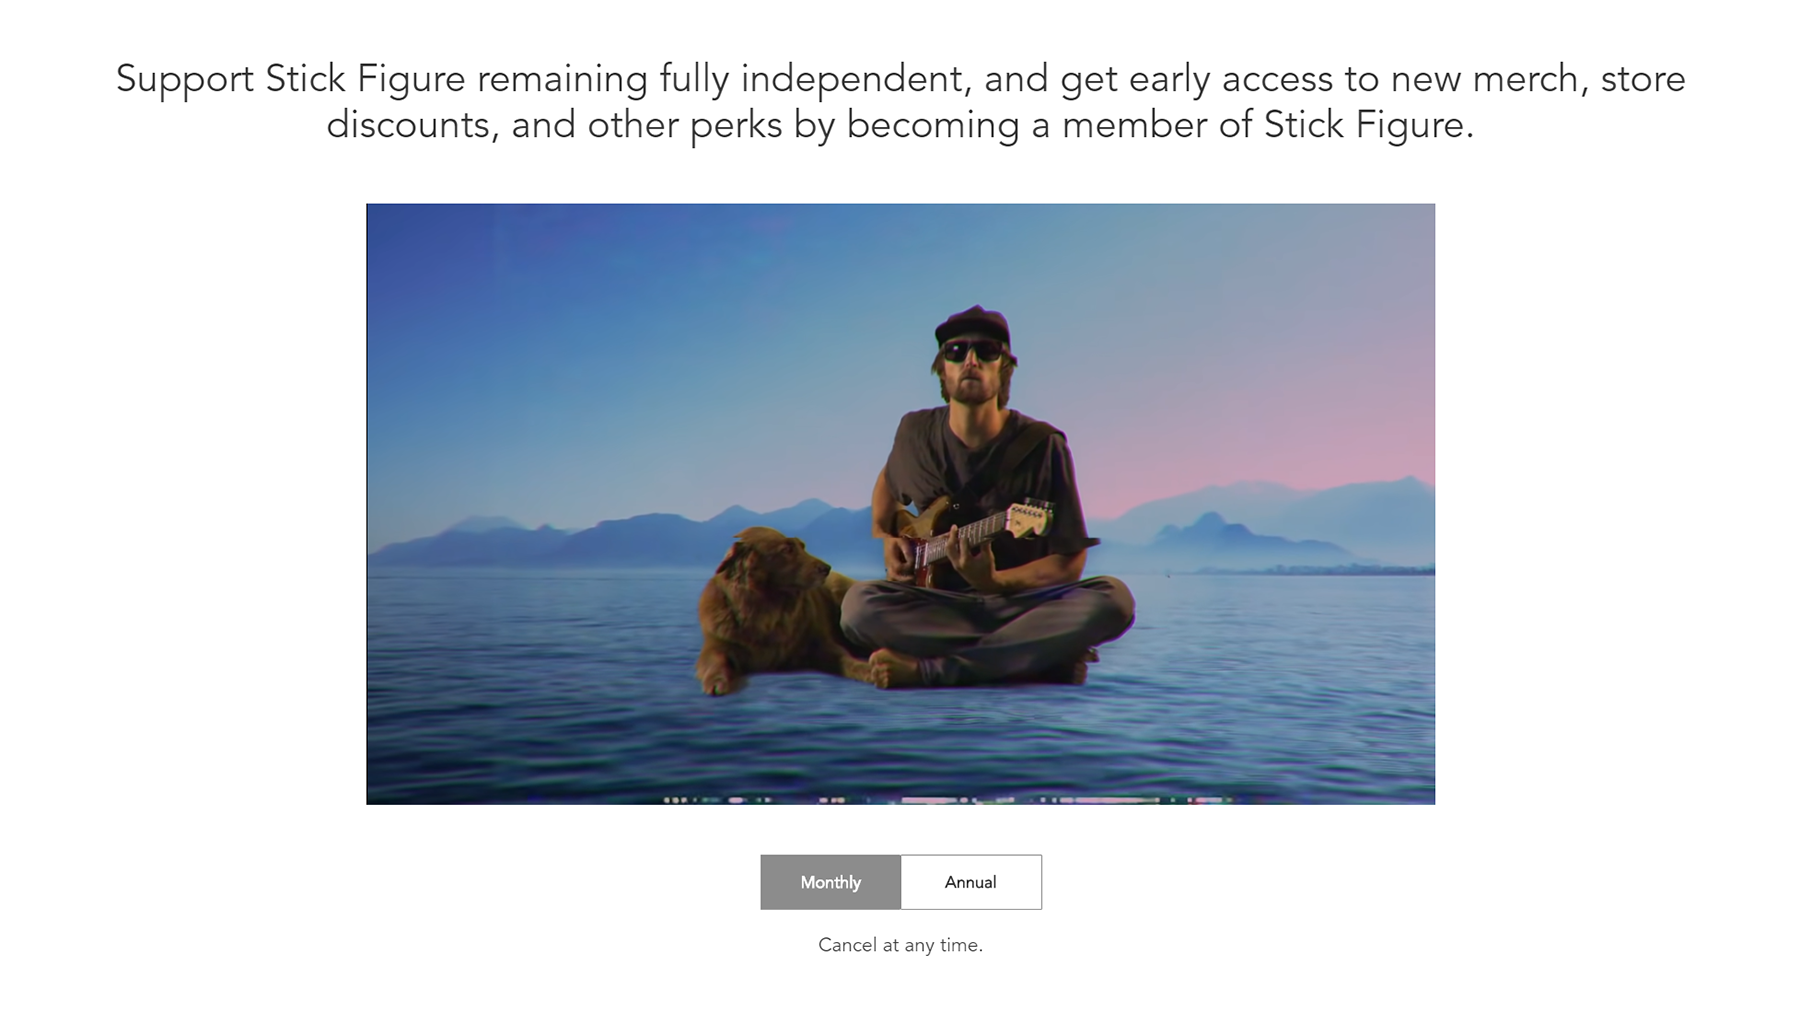 Support Stick Figure remaining fully independent, and get early access to new merch, store
discounts, and other perks by becoming a member of Stick Figure.
Monthly
Annual
Cancel at any time.